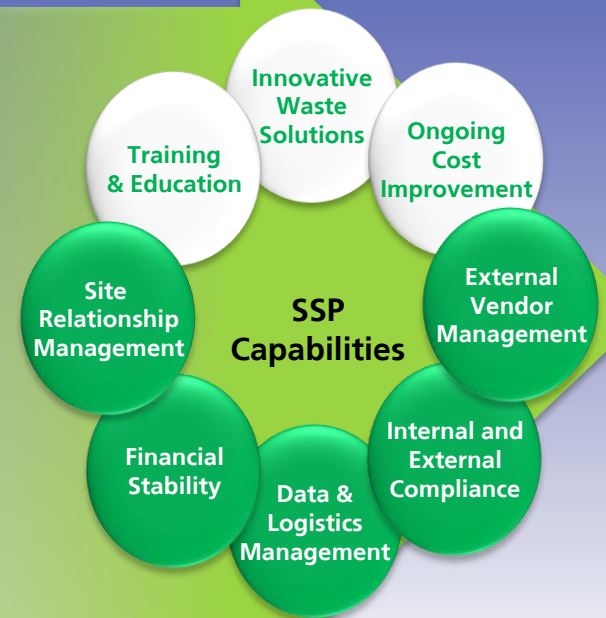 Innovative
Waste
Solutions
Ongoing
Cost
Improvement
External
Vendor
Management
Internal and
External
Compliance
Data &
Logistics
Management
Financial
Stability
Site
Relationship
Management
Training
& Education
SSP
Capabilities